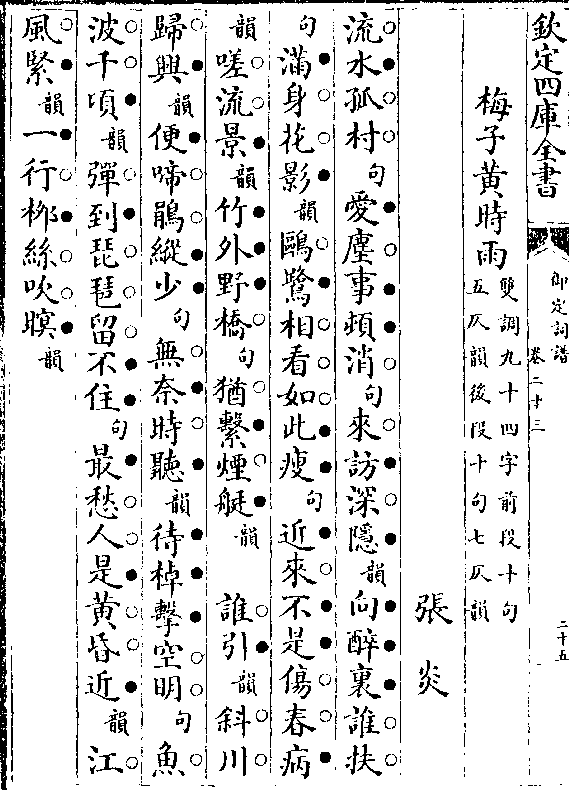 欽定四庫全書
御定詞譜
卷二十三
二十五
梅子黃時雨
雙調九十四字前段十句
五仄韻後段十句七仄韻
張炎
流水孤村句愛塵事頻消句來訪深隱韻向醉裏誰扶
句滿身花影韻鷗鷺相看如此瘦句近來不是傷春病
韻嗟流景韻竹外野橋句猶繫煙艇韻　誰引韻斜川
歸興韻便啼鵑縱少句無奈時聽韻待棹擊空明句魚
波千頃韻彈到琵琶留不住句最愁人是黃昏近韻江
風緊韻一行柳絲吹暝韻